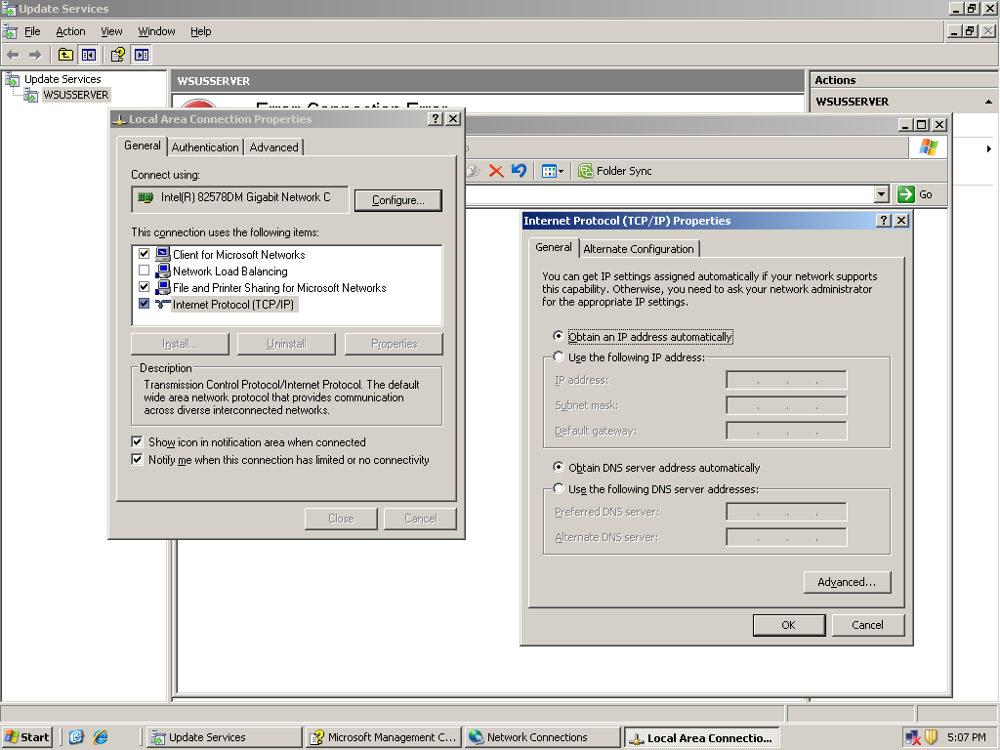 Update Services
File Action View Window Help
Update Services
WSUSSERVER
WSUSSERVER
Error: Connection Error
Actions
WSUSSERVER
Folder Sync
Go
Local Area Connection Properties
General Authentication Advanced
Connect using:
Intel(R) 82578DM Gigabit Network C
Configure...
This connection uses the following items:
Client for Microsoft Networks
Network Load Balancing
File and Printer Sharing for Microsoft Networks
Internet Protocol (TCP/IP)
Install... Uninstall Properties
Description
Transmission Control Protocol/Internet Protocol. The default
wide area network protocol that provides communication
across diverse interconnected networks.
Show icon in notification area when connected
Notify me when this connection has limited or no connectivity
Close Cancel
Internet Protocol (TCP/IP) Properties
General Alternate Configuration
You can get IP settings assigned automatically if your network supports
this capability. Otherwise, you need to ask your network administrator
for the appropriate IP settings.
Obtain an IP address automatically
Use the following IP address:
IP address:
Subnet mask:
Default gateway:
Obtain DNS server address automatically
Use the following DNS server addresses:
Preferred DNS server:
Alternate DNS server:
Advanced...
OK Cancel
Start Update Services Microsoft Management C... Network Connections Local Area Connectio... 5:07 PM